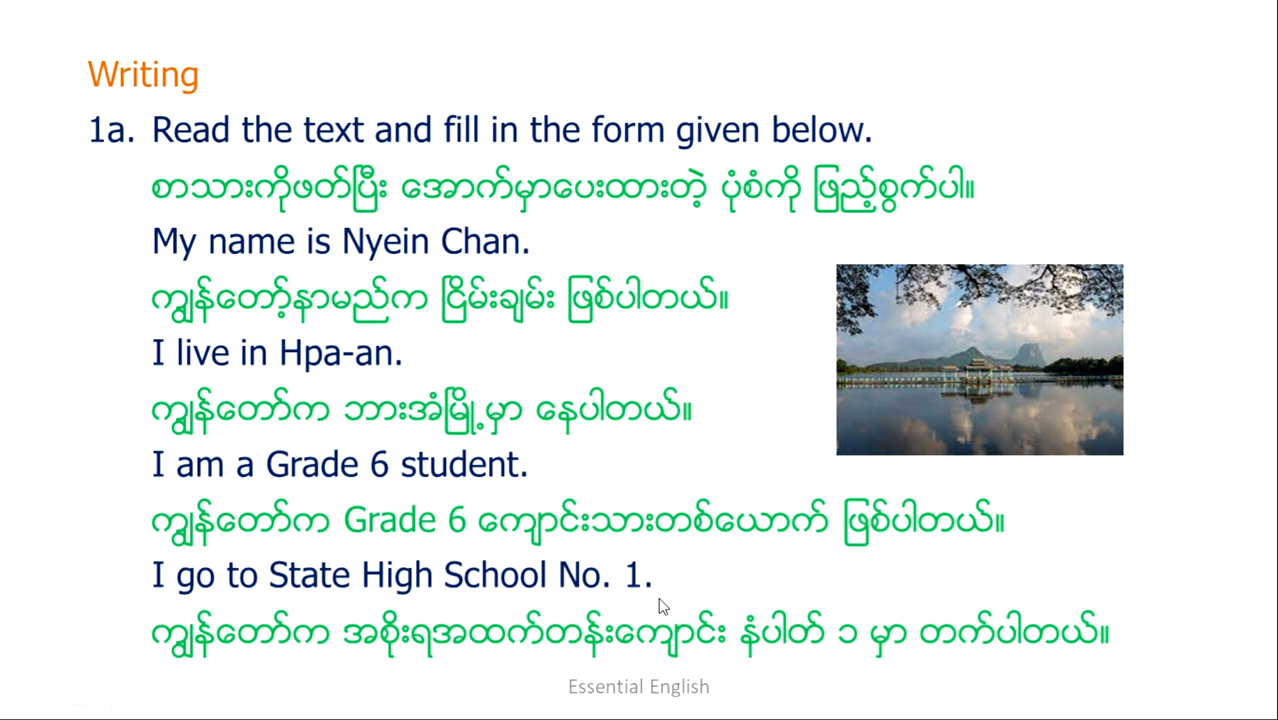 Writing
1a. Read the text and fill in the form given below.
စာသားကိုဖတ်ပြီး အောက်မှာပေးထားတဲ့ ပုံစံကို ဖြည့်စွက်ပါ။
My name is Nyein Chan.
ကျွန်တော့်နာမည်က ငြိမ်းချမ်း ဖြစ်ပါတယ်။
I live in Hpa-an.
ကျွန်တော်က ဘားအံမြို့မှာ နေပါတယ်။
I am a Grade 6 student.
ကျွန်တော်က Grade 6 ကျောင်းသားတစ်ယောက် ဖြစ်ပါတယ်။
I go to State High School No. 1.
ကျွန်တော်က အစိုးရအထက်တန်းကျောင်း နံပါတ် ၁ မှာ တက်ပါတယ်။
Essential English